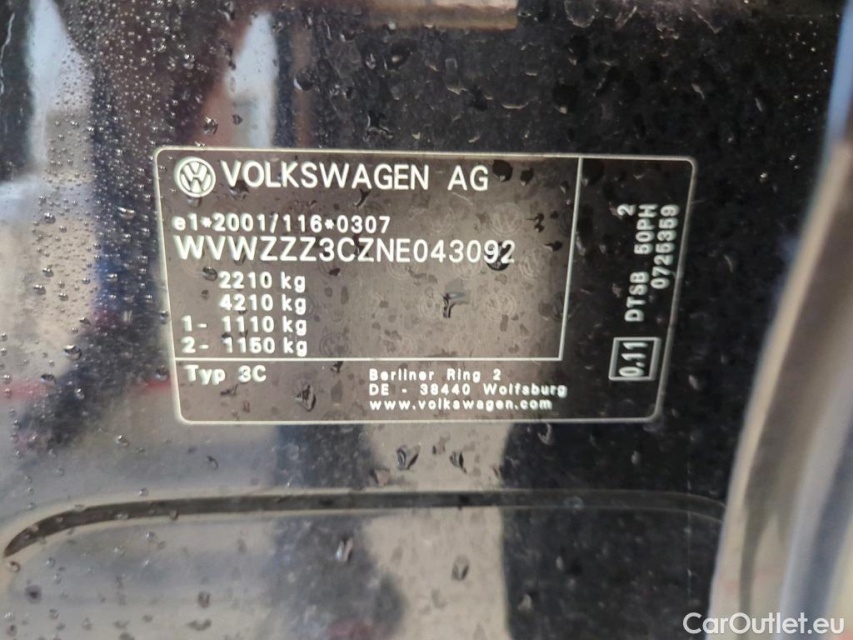 VOLKSWAGEN AG
e1*2001/116*0307
WVWZZZ3CZNE043092
2210 kg
4210 kg
1- 1110 kg
2- 1150 kg
Typ 3C
Berliner Ring 2
DE - 38440 Wolfsburg
www.volkswagen.com
2
DTSB 50PH
0725359
0.11
CarOutlet.eu